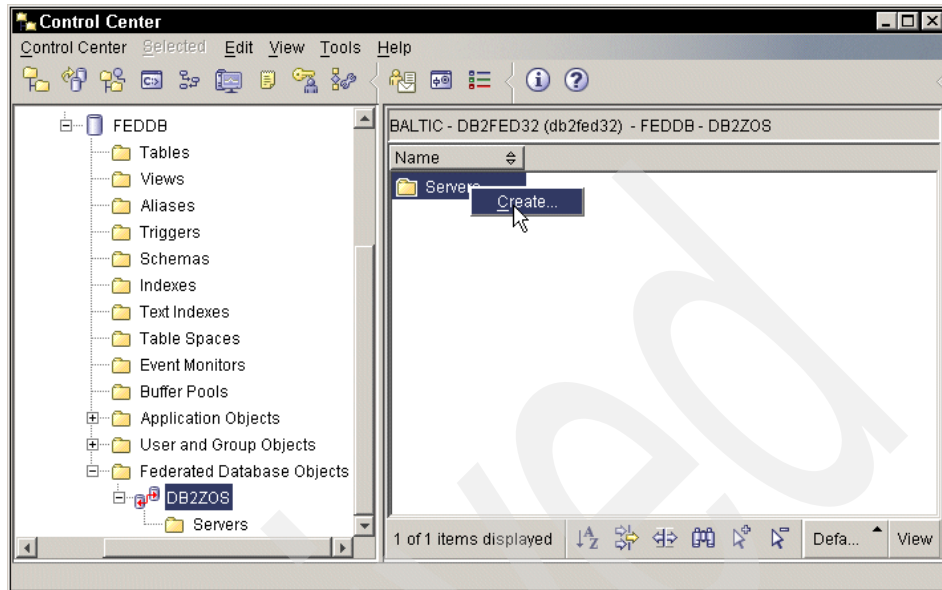 Control Center
Control Center Selected Edit View Tools Help
FEDDB
Tables
Views
Aliases
Triggers
Schemas
Indexes
Text Indexes
Table Spaces
Event Monitors
Buffer Pools
Application Objects
User and Group Objects
Federated Database Objects
DB2ZOS
Servers
BALTIC - DB2FED32 (db2fed32) - FEDDB - DB2ZOS
Name
Servers
Create...
1 of 1 items displayed
Defa...
View